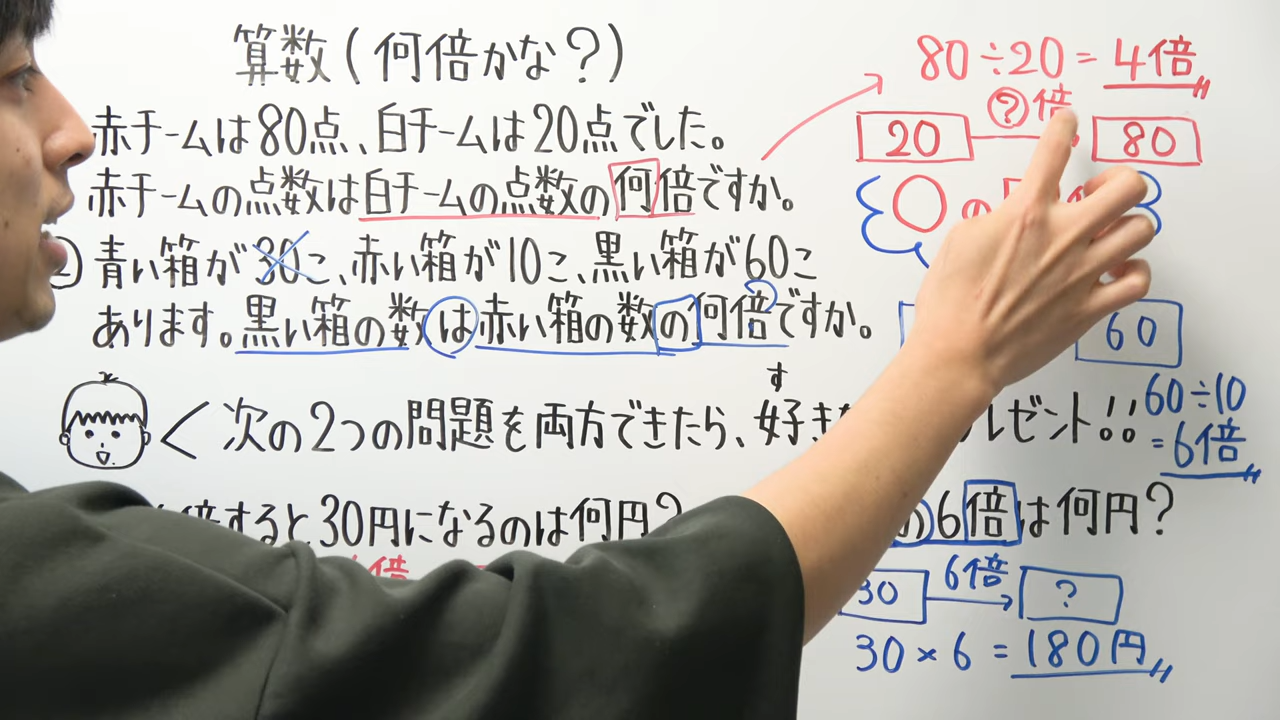 算数(何倍かな?)
赤チームは80点、白チームは20点でした。
赤チームの点数は白チームの点数の何倍ですか。
80÷20=4倍
?倍
20
80
青い箱が30こ、赤い箱が10こ、黒い箱が60こ
あります。黒い箱の数は赤い箱の数の何倍ですか。
60
60÷10
=6倍
す
次の2つの問題を両方できたら、好き
ゼント!!
倍すると30円になるのは何円?
倍
の6倍は何円?
30
6倍
?
30×6=180円